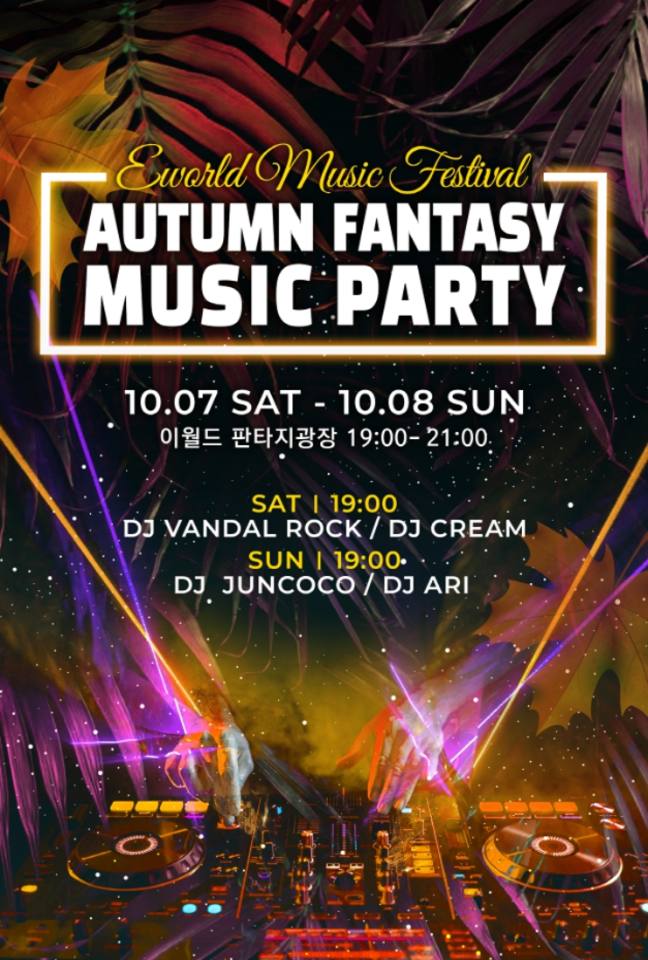 Eworld Music Festival
AUTUMN FANTASY
MUSIC PARTY
10.07 SAT - 10.08 SUN
이월드 판타지광장 19:00- 21:00
SAT | 19:00
DJ VANDAL ROCK / DJ CREAM
SUN | 19:00
DJ JUNCOCO / DJ ARI